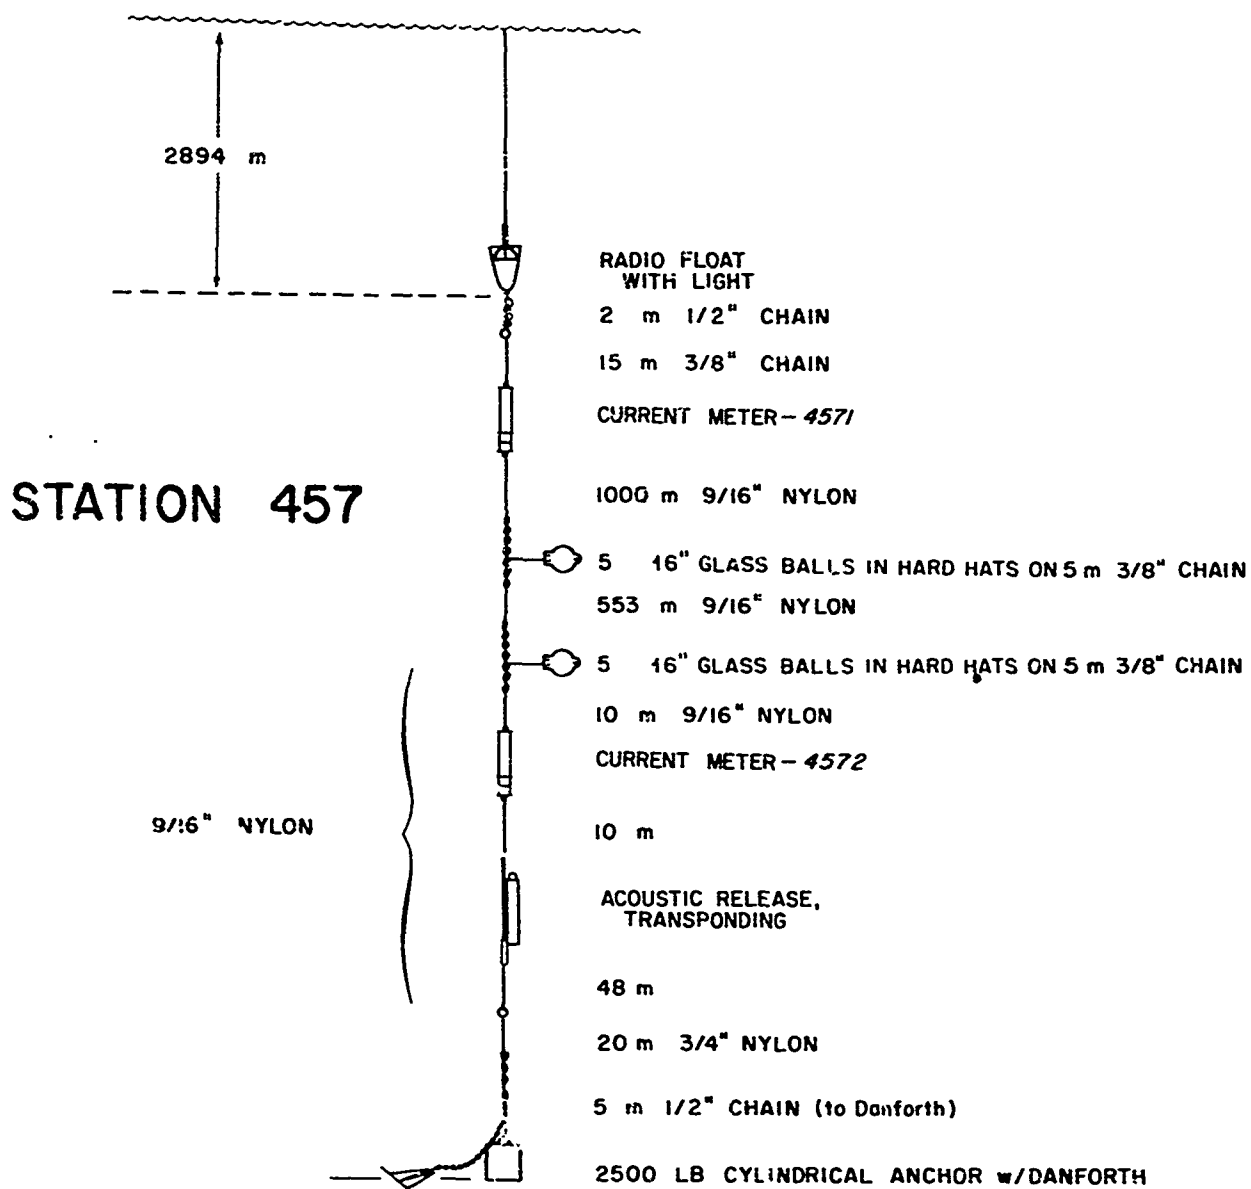 2894 m
RADIO FLOAT
WITH LIGHT
2 m 1/2" CHAIN
15 m 3/8" CHAIN
CURRENT METER - 4571
STATION 457
1000 m 9/16" NYLON
5 16" GLASS BALLS IN HARD HATS ON 5 m 3/8" CHAIN
553 m 9/16" NYLON
5 16" GLASS BALLS IN HARD HATS ON 5 m 3/8" CHAIN
10 m 9/16" NYLON
CURRENT METER - 4572
9/16" NYLON
10 m
ACOUSTIC RELEASE,
TRANSPONDING
48 m
20 m 3/4" NYLON
5 m 1/2" CHAIN (to Danforth)
2500 LB CYLINDRICAL ANCHOR w/DANFORTH